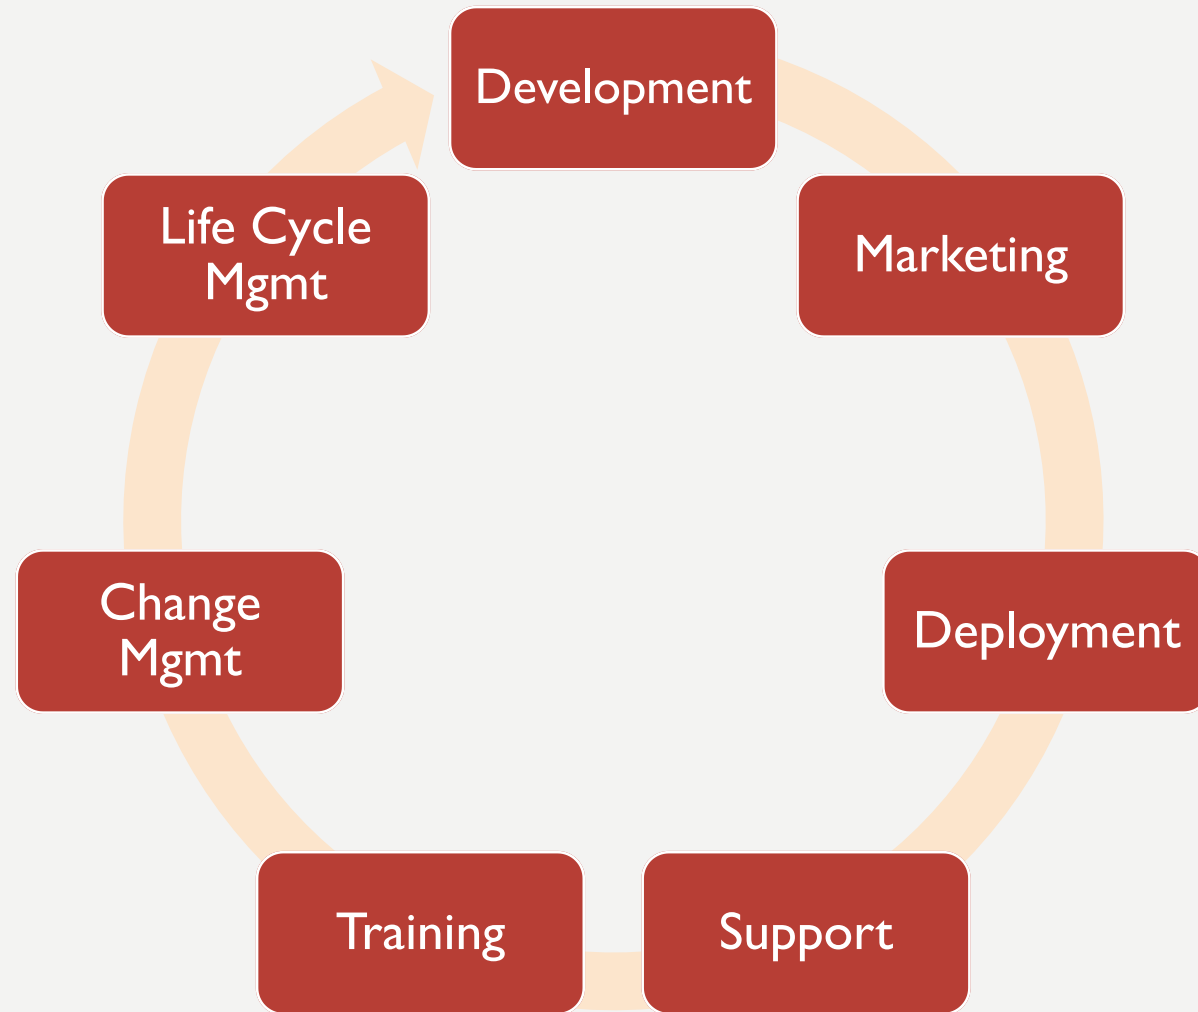 Development
Marketing
Deployment
Support
Training
Change
Mgmt
Life Cycle
Mgmt